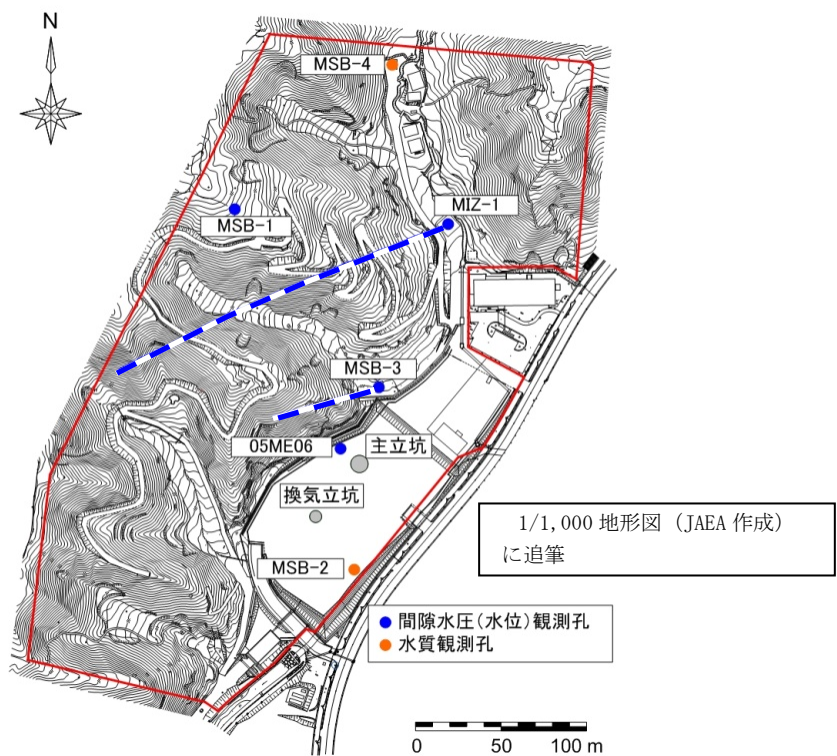 N
MSB-4
MIZ-1
MSB-1
MSB-3
05ME06
主立坑
換気立坑
MSB-2
1/1,000 地形図 (JAEA 作成)
に追筆
間隙水圧(水位)観測孔
水質観測孔
0 50 100 m